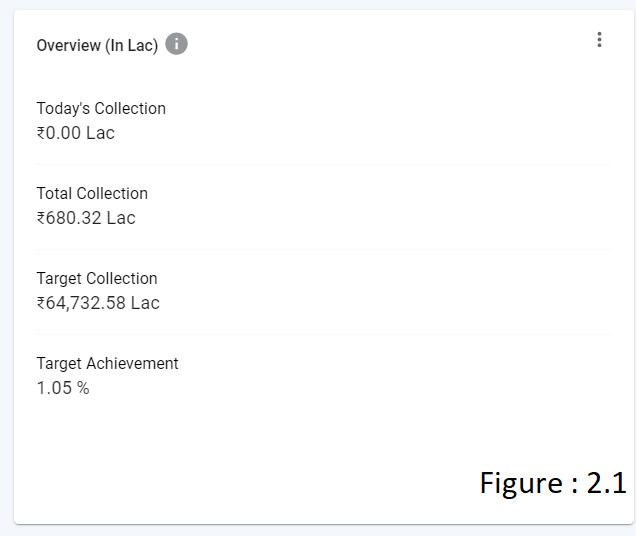 Overview (In Lac)
Today's Collection
₹0.00 Lac
Total Collection
₹680.32 Lac
Target Collection
₹64,732.58 Lac
Target Achievement
1.05 %
Figure : 2.1